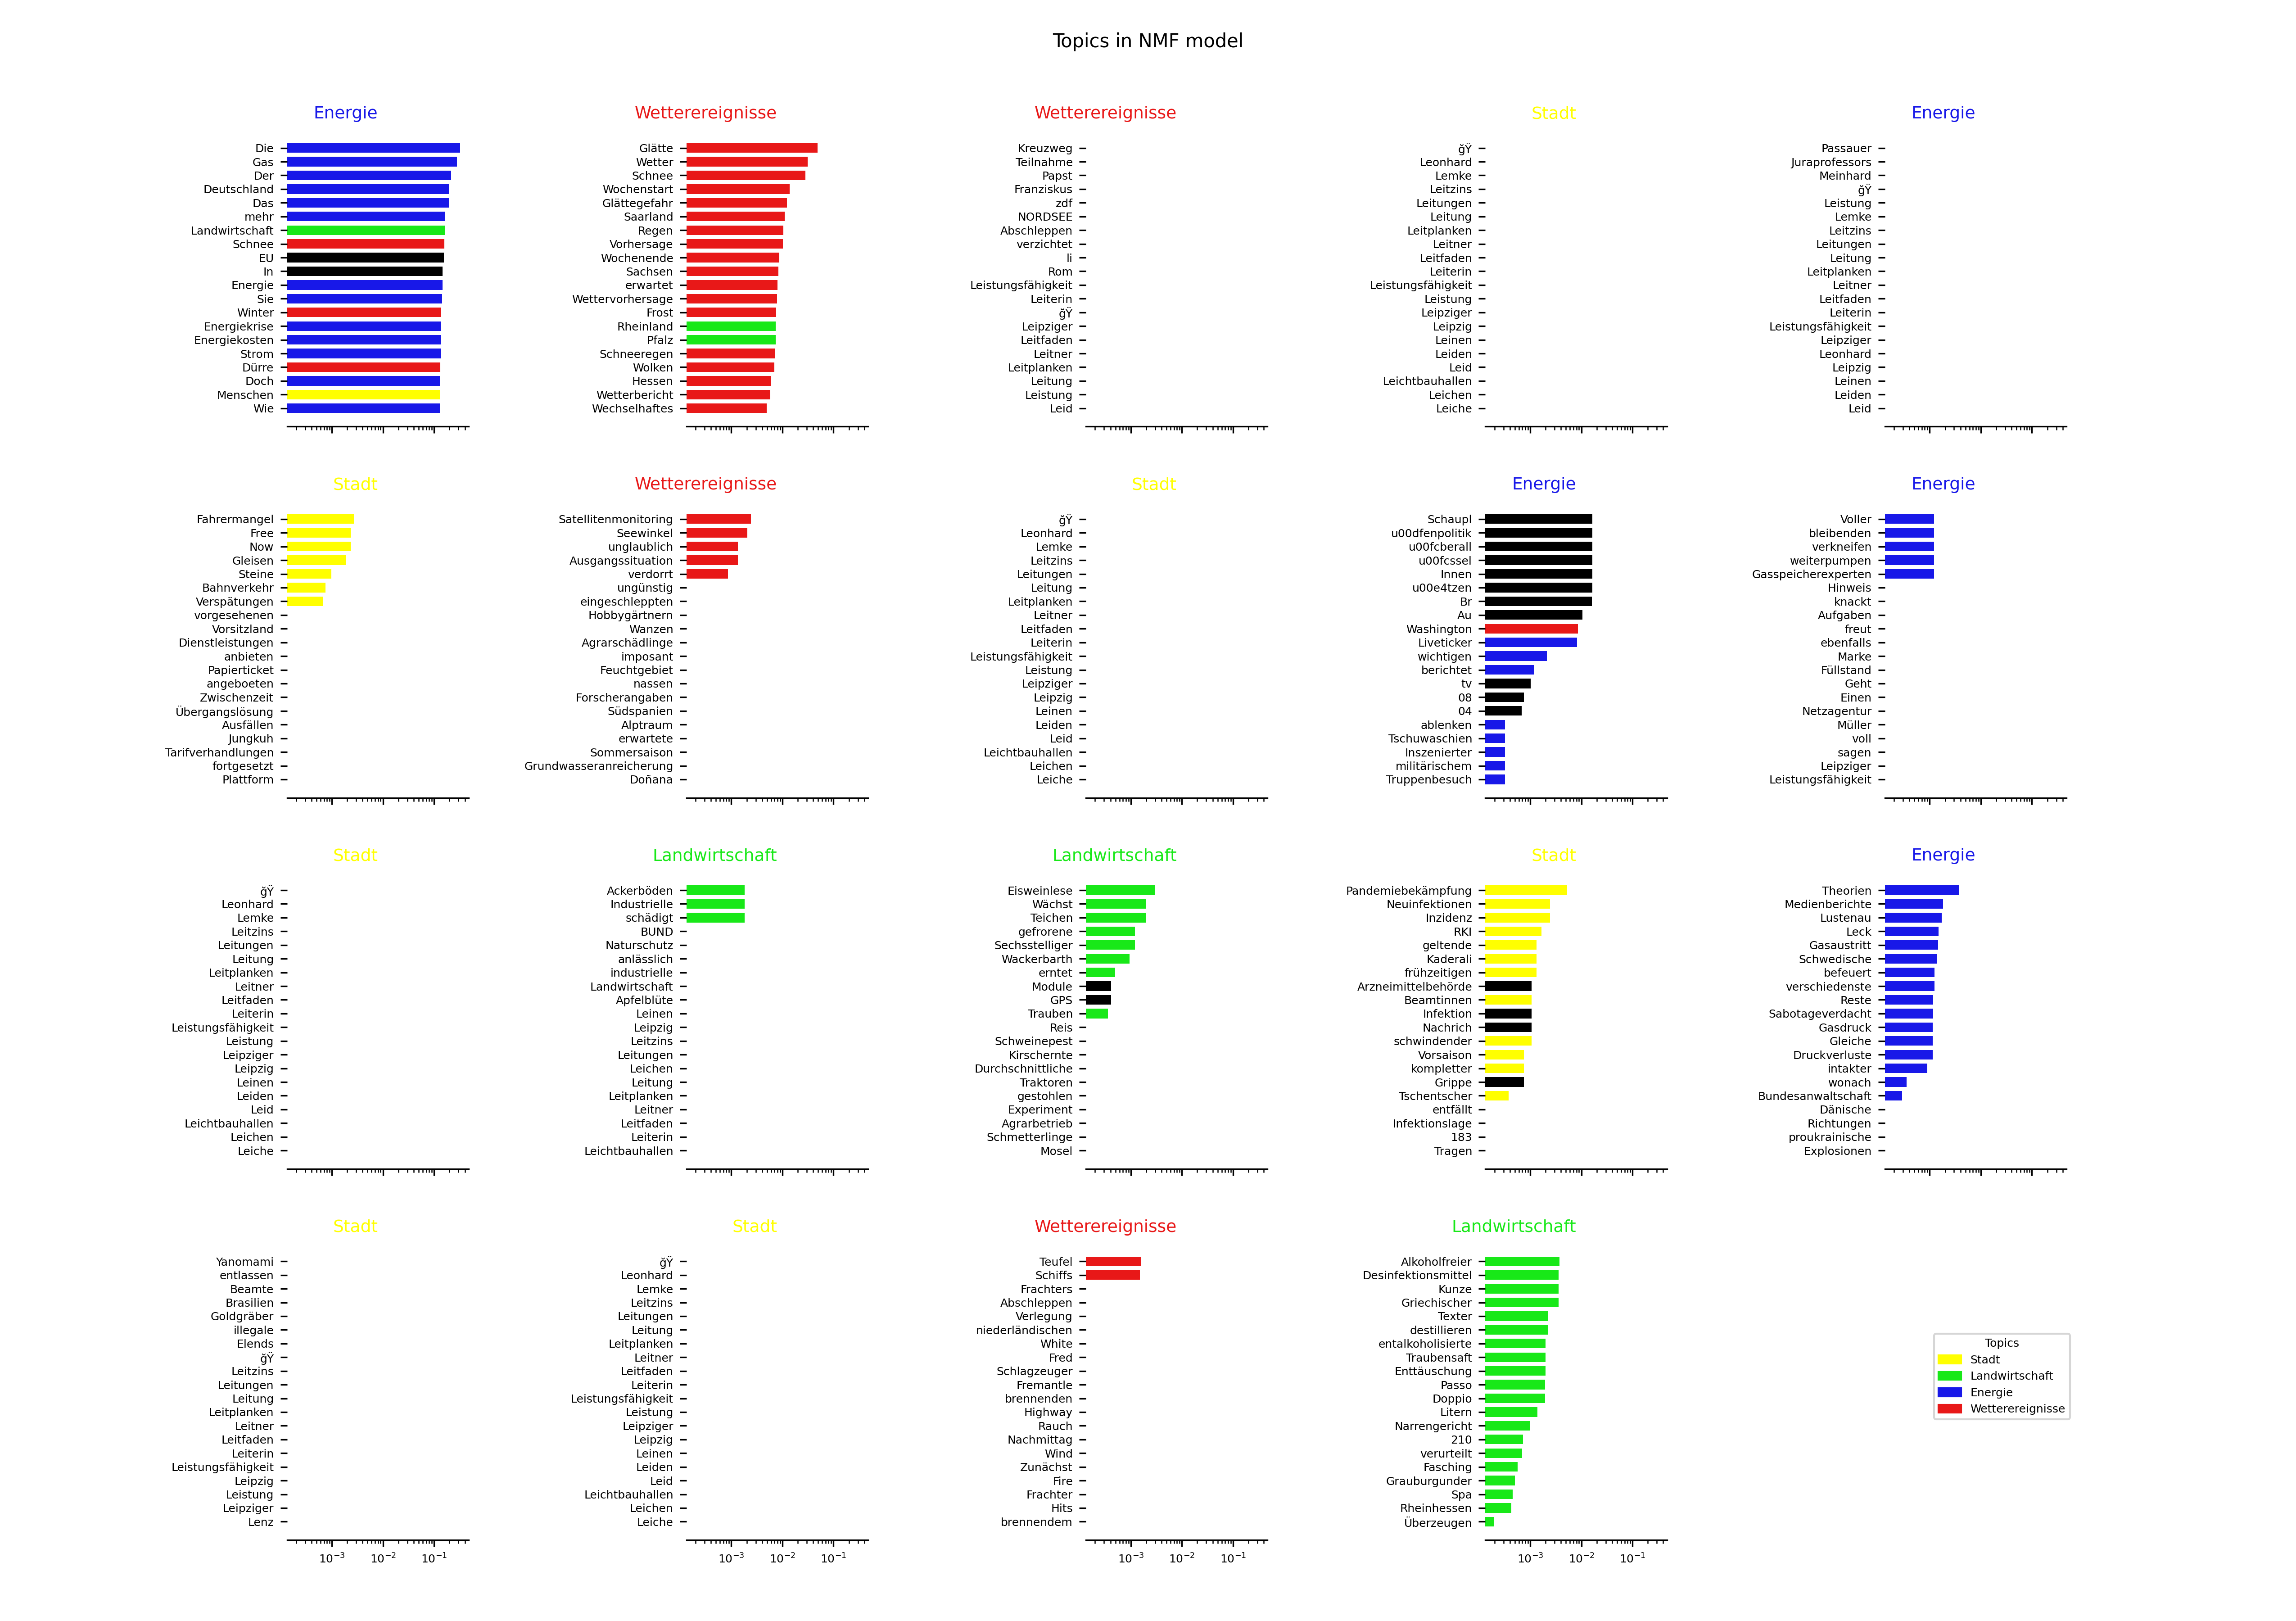 Topics in NMF model
Energie
Die
Gas
Der
Deutschland
Das
mehr
Landwirtschaft
Schnee
EU
In
Energie
Sie
Winter
Energiekrise
Energiekosten
Strom
Dürre
Doch
Menschen
Wie
Wetterereignisse
Glätte
Wetter
Schnee
Wochenstart
Glättegefahr
Saarland
Regen
Vorhersage
Wochenende
Sachsen
erwartet
Wettervorhersage
Frost
Rheinland
Pfalz
Schneeregen
Wolken
Hessen
Wetterbericht
Wechselhaftes
Wetterereignisse
Kreuzweg
Teilnahme
Papst
Franziskus
zdf
NORDSEE
Abschleppen
verzichtet
li
Rom
Leistungsfähigkeit
Leiterin
ğŸ
Leipziger
Leitfaden
Leitner
Leitplanken
Leitung
Leistung
Leid
Stadt
ğŸ
Leonhard
Lemke
Leitzins
Leitungen
Leitung
Leitplanken
Leitner
Leitfaden
Leiterin
Leistungsfähigkeit
Leistung
Leipziger
Leipzig
Leinen
Leiden
Leid
Leichtbauhallen
Leichen
Leiche
Energie
Passauer
Juraprofessors
Meinhard
ğŸ
Leistung
Lemke
Leitzins
Leitungen
Leitung
Leitplanken
Leitner
Leitfaden
Leiterin
Leistungsfähigkeit
Leipziger
Leonhard
Leipzig
Leinen
Leiden
Leid
Stadt
Fahrermangel
Free
Now
Gleisen
Steine
Bahnverkehr
Verspätungen
vorgesehenen
Vorsitzland
Dienstleistungen
anbieten
Papierticket
angeboeten
Zwischenzeit
Übergangslösung
Ausfällen
Jungkuh
Tarifverhandlungen
fortgesetzt
Plattform
Wetterereignisse
Satellitenmonitoring
Seewinkel
unglaublich
Ausgangssituation
verdorrt
ungünstig
eingeschleppten
Hobbygärtnern
Wanzen
Agrarschädlinge
imposant
Feuchtgebiet
nassen
Forscherangaben
Südspanien
Alptraum
erwartete
Sommersaison
Grundwasseranreicherung
Doñana
Stadt
ğŸ
Leonhard
Lemke
Leitzins
Leitungen
Leitung
Leitplanken
Leitner
Leitfaden
Leiterin
Leistungsfähigkeit
Leistung
Leipziger
Leipzig
Leinen
Leiden
Leid
Leichtbauhallen
Leichen
Leiche
Energie
Schaupl
u00dfenpolitik
u00fcberall
u00fcssel
Innen
u00e4tzen
Br
Au
Washington
Liveticker
wichtigen
berichtet
tv
08
04
ablenken
Tschuwaschien
Inszenierter
militärischem
Truppenbesuch
Energie
Voller
bleibenden
verkneifen
weiterpumpen
Gasspeicherexperten
Hinweis
knackt
Aufgaben
freut
ebenfalls
Marke
Füllstand
Geht
Einen
Netzagentur
Müller
voll
sagen
Leipziger
Leistungsfähigkeit
Stadt
ğŸ
Leonhard
Lemke
Leitzins
Leitungen
Leitung
Leitplanken
Leitner
Leitfaden
Leiterin
Leistungsfähigkeit
Leistung
Leipziger
Leipzig
Leinen
Leiden
Leid
Leichtbauhallen
Leichen
Leiche
Landwirtschaft
Ackerböden
Industrielle
schädigt
BUND
Naturschutz
anlässlich
industrielle
Landwirtschaft
Apfelblüte
Leinen
Leipzig
Leitzins
Leitungen
Leichen
Leitung
Leitplanken
Leitner
Leitfaden
Leiterin
Leichtbauhallen
Landwirtschaft
Eisweinlese
Wächst
Teichen
gefrorene
Sechsstelliger
Wackerbarth
erntet
Module
GPS
Trauben
Reis
Schweinepest
Kirschernte
Durchschnittliche
Traktoren
gestohlen
Experiment
Agrarbetrieb
Schmetterlinge
Mosel
Stadt
Pandemiebekämpfung
Neuinfektionen
Inzidenz
RKI
geltende
Kaderali
frühzeitigen
Arzneimittelbehörde
Beamtinnen
Infektion
Nachrich
schwindender
Vorsaison
kompletter
Grippe
Tschentscher
entfällt
Infektionslage
183
Tragen
Energie
Theorien
Medienberichte
Lustenau
Leck
Gasaustritt
Schwedische
befeuert
verschiedenste
Reste
Sabotageverdacht
Gasdruck
Gleiche
Druckverluste
intakter
wonach
Bundesanwaltschaft
Dänische
Richtungen
proukrainische
Explosionen
Stadt
Yanomami
entlassen
Beamte
Brasilien
Goldgräber
illegale
Elends
ğŸ
Leitzins
Leitungen
Leitung
Leitplanken
Leitner
Leitfaden
Leiterin
Leistungsfähigkeit
Leipzig
Leistung
Leipziger
Lenz
10⁻³ 10⁻² 10⁻¹
Stadt
ğŸ
Leonhard
Lemke
Leitzins
Leitungen
Leitung
Leitplanken
Leitner
Leitfaden
Leiterin
Leistungsfähigkeit
Leistung
Leipziger
Leipzig
Leinen
Leiden
Leid
Leichtbauhallen
Leichen
Leiche
10⁻³ 10⁻² 10⁻¹
Wetterereignisse
Teufel
Schiffs
Frachters
Abschleppen
Verlegung
niederländischen
White
Fred
Schlagzeuger
Fremantle
brennenden
Highway
Rauch
Nachmittag
Wind
Zunächst
Fire
Frachter
Hits
brennendem
10⁻³ 10⁻² 10⁻¹
Landwirtschaft
Alkoholfreier
Desinfektionsmittel
Kunze
Griechischer
Texter
destillieren
entalkoholisierte
Traubensaft
Enttäuschung
Passo
Doppio
Litern
Narrengericht
210
verurteilt
Fasching
Grauburgunder
Spa
Rheinhessen
Überzeugen
10⁻³ 10⁻² 10⁻¹
Topics
Stadt
Landwirtschaft
Energie
Wetterereignisse